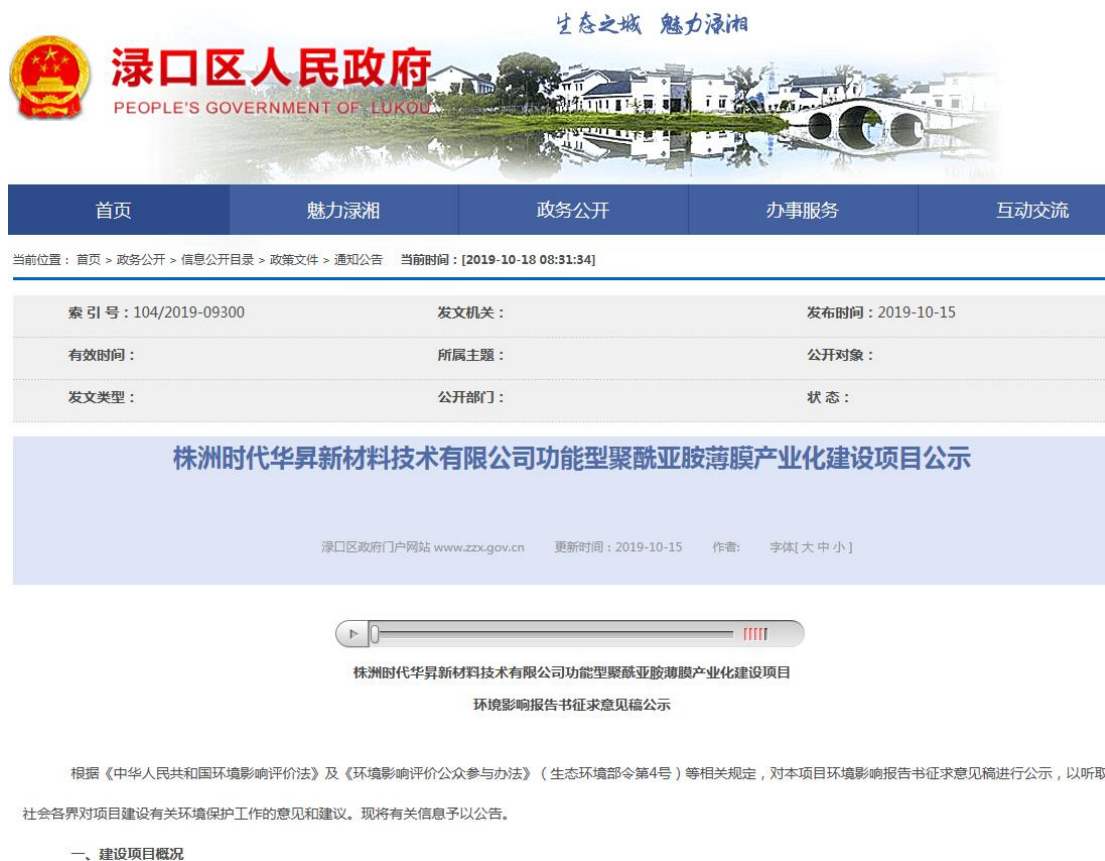 生态之城 魅力渌湘
渌口区人民政府
PEOPLE'S GOVERNMENT OF LUKOU
首页 魅力渌湘 政务公开 办事服务 互动交流
当前位置： 首页 > 政务公开 > 信息公开目录 > 政策文件 > 通知公告 当前时间：[2019-10-18 08:31:34]
索 引 号：104/2019-09300 发文机关： 发布时间：2019-10-15
有效时间： 所属主题： 公开对象：
发文类型： 公开部门： 状 态：
株洲时代华昇新材料技术有限公司功能型聚酰亚胺薄膜产业化建设项目公示
渌口区政府门户网站 www.zzx.gov.cn 更新时间：2019-10-15 作者: 字体[ 大 中 小 ]
株洲时代华昇新材料技术有限公司功能型聚酰亚胺薄膜产业化建设项目
环境影响报告书征求意见稿公示
根据《中华人民共和国环境影响评价法》及《环境影响评价公众参与办法》（生态环境部令第4号）等相关规定，对本项目环境影响报告书征求意见稿进行公示，以听取
社会各界对项目建设有关环境保护工作的意见和建议。现将有关信息予以公告。
一、建设项目概况